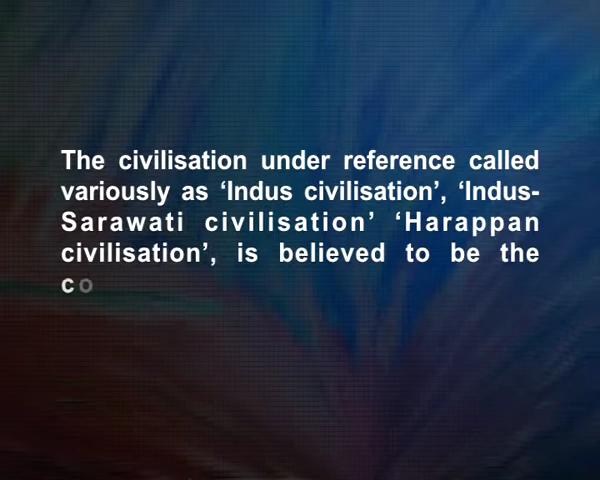 The civilisation under reference called
variously as ‘Indus civilisation’, ‘Indus-
Sarawati civilisation’ ‘Harappan
civilisation’, is believed to be the
co